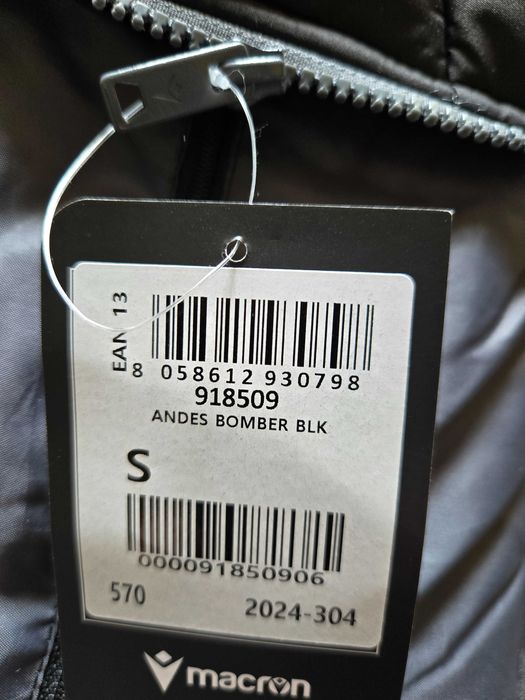 EAN 13
8 058612 930798
918509
ANDES BOMBER BLK
S
000091850906
570 2024-304
macron